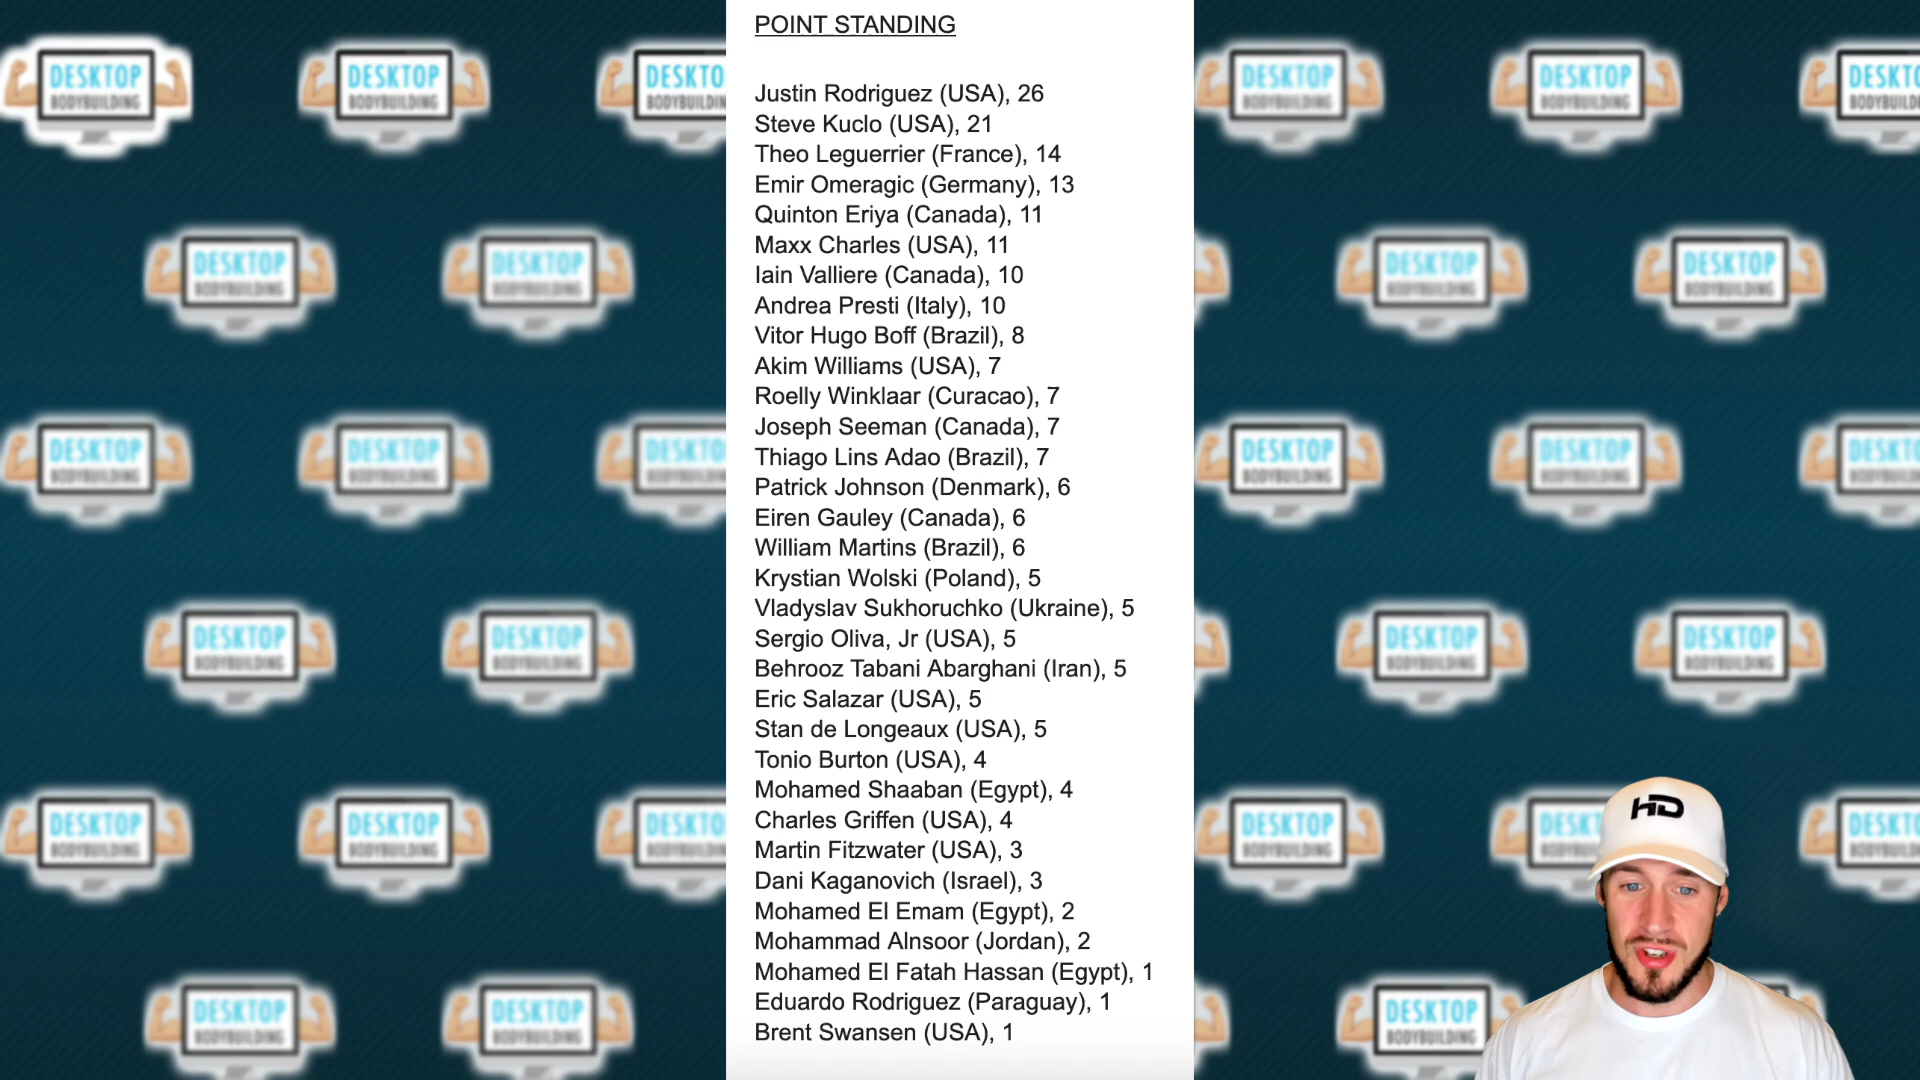 POINT STANDING
Justin Rodriguez (USA), 26
Steve Kuclo (USA), 21
Theo Leguerrier (France), 14
Emir Omeragic (Germany), 13
Quinton Eriya (Canada), 11
Maxx Charles (USA), 11
Iain Valliere (Canada), 10
Andrea Presti (Italy), 10
Vitor Hugo Boff (Brazil), 8
Akim Williams (USA), 7
Roelly Winklaar (Curacao), 7
Joseph Seeman (Canada), 7
Thiago Lins Adao (Brazil), 7
Patrick Johnson (Denmark), 6
Eiren Gauley (Canada), 6
William Martins (Brazil), 6
Krystian Wolski (Poland), 5
Vladyslav Sukhoruchko (Ukraine), 5
Sergio Oliva, Jr (USA), 5
Behrooz Tabani Abarghani (Iran), 5
Eric Salazar (USA), 5
Stan de Longeaux (USA), 5
Tonio Burton (USA), 4
Mohamed Shaaban (Egypt), 4
Charles Griffen (USA), 4
Martin Fitzwater (USA), 3
Dani Kaganovich (Israel), 3
Mohamed El Emam (Egypt), 2
Mohammad Alnsoor (Jordan), 2
Mohamed El Fatah Hassan (Egypt), 1
Eduardo Rodriguez (Paraguay), 1
Brent Swansen (USA), 1
DESKTOP
BODYBUILDING
HD